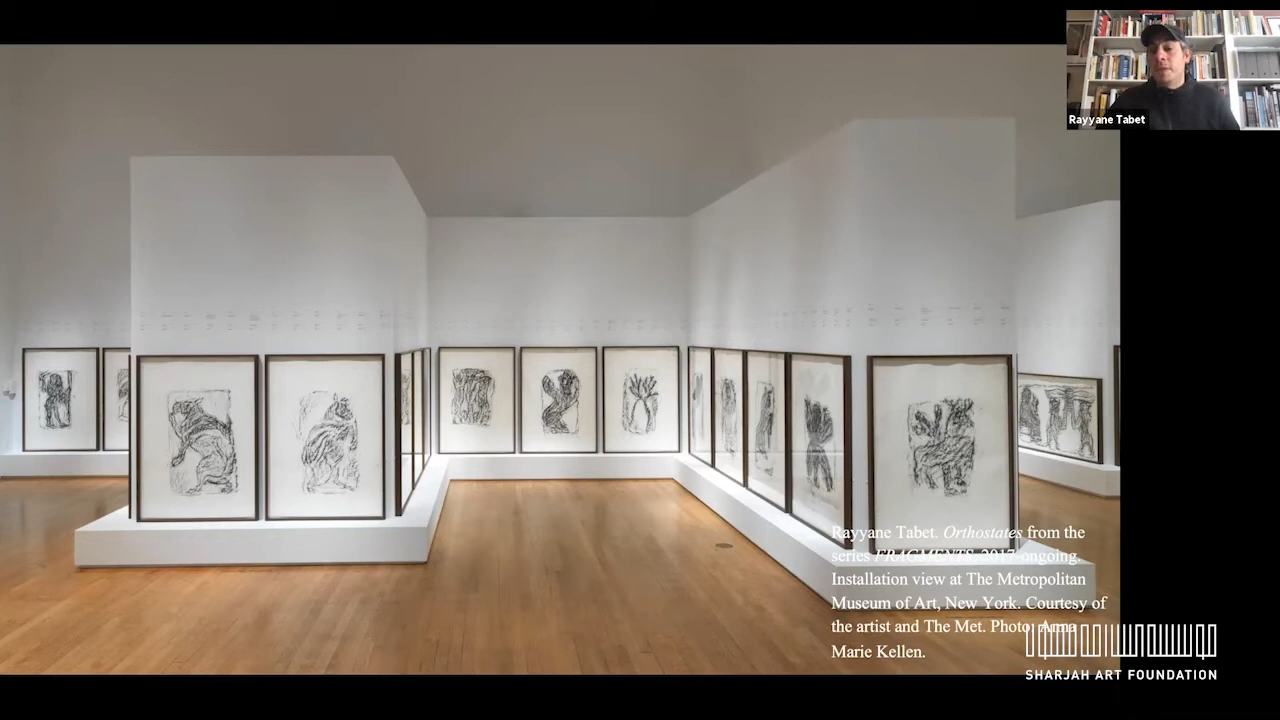 Rayyane Tabet
Rayyane Tabet. Orthostates from the
series FRAGMENTS, 2017-ongoing.
Installation view at The Metropolitan
Museum of Art, New York. Courtesy of
the artist and The Met. Photo: Anna
Marie Kellen.
SHARJAH ART FOUNDATION